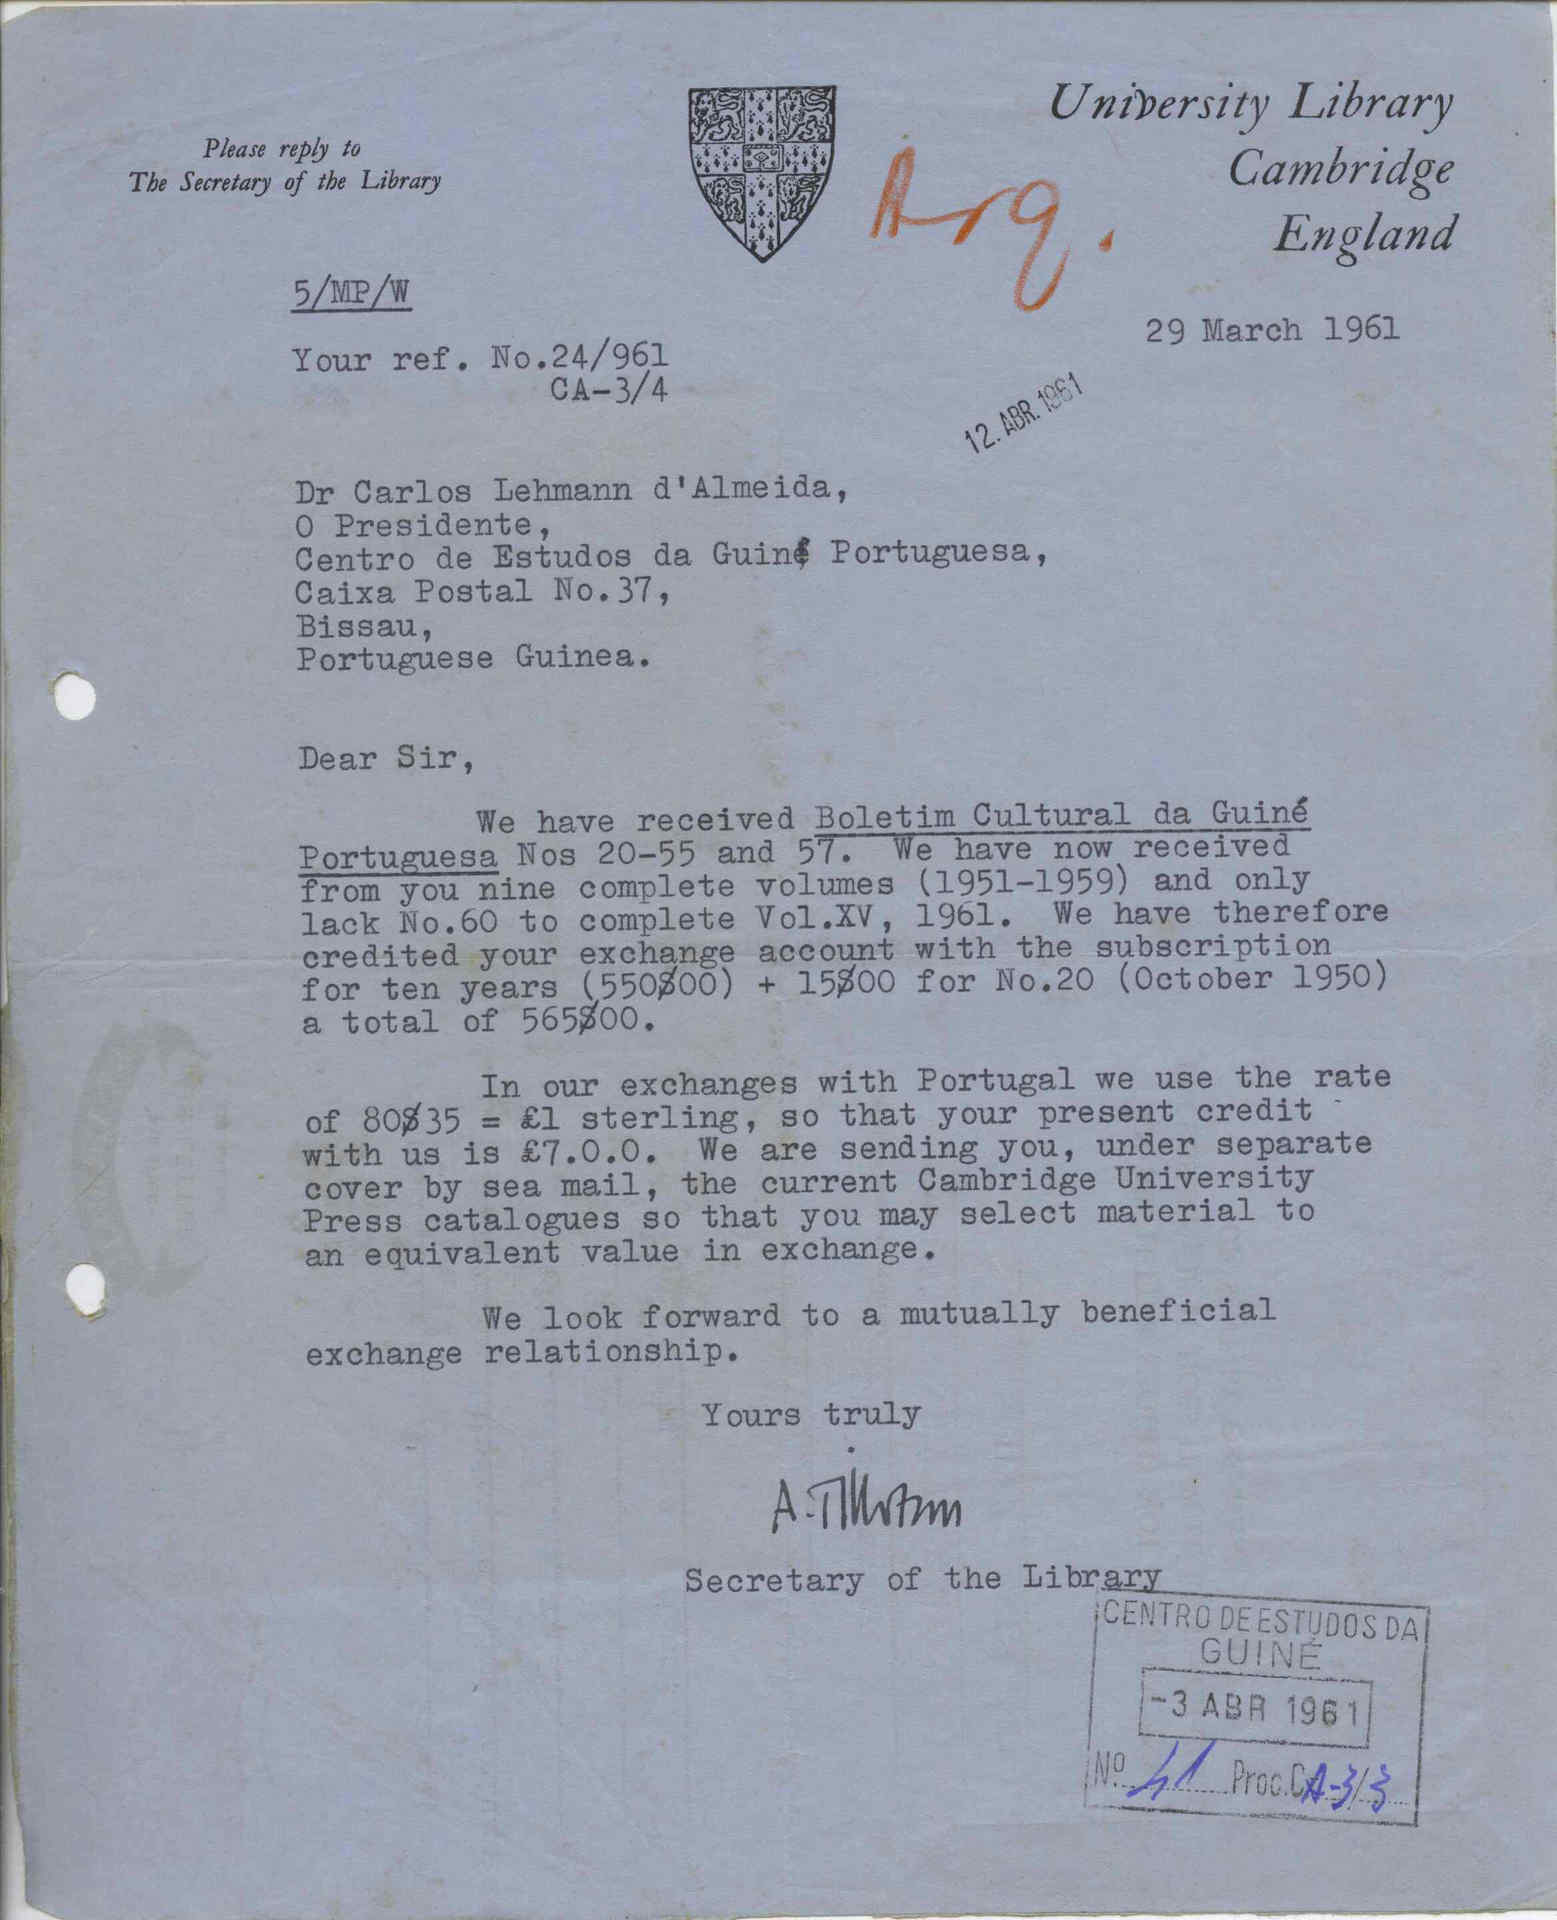 University Library
Cambridge
England
Please reply to
The Secretary of the Library
Arq.
5/MP/W
29 March 1961
Your ref. No.24/961
CA-3/4
12. ABR. 1961
Dr Carlos Lehmann d'Almeida,
O Presidente,
Centro de Estudos da Guiné Portuguesa,
Caixa Postal No.37,
Bissau,
Portuguese Guinea.
Dear Sir,
We have received Boletim Cultural da Guiné
Portuguesa Nos 20-55 and 57. We have now received
from you nine complete volumes (1951-1959) and only
lack No.60 to complete Vol.XV, 1961. We have therefore
credited your exchange account with the subscription
for ten years (550$00) + 15$00 for No.20 (October 1950)
a total of 565$00.
In our exchanges with Portugal we use the rate
of 80$35 = £1 sterling, so that your present credit
with us is £7.0.0. We are sending you, under separate
cover by sea mail, the current Cambridge University
Press catalogues so that you may select material to
an equivalent value in exchange.
We look forward to a mutually beneficial
exchange relationship.
Yours truly
Secretary of the Library
CENTRO DE ESTUDOS DA
GUINÉ
-3 ABR 1961
Nº Proc. CA-3/3